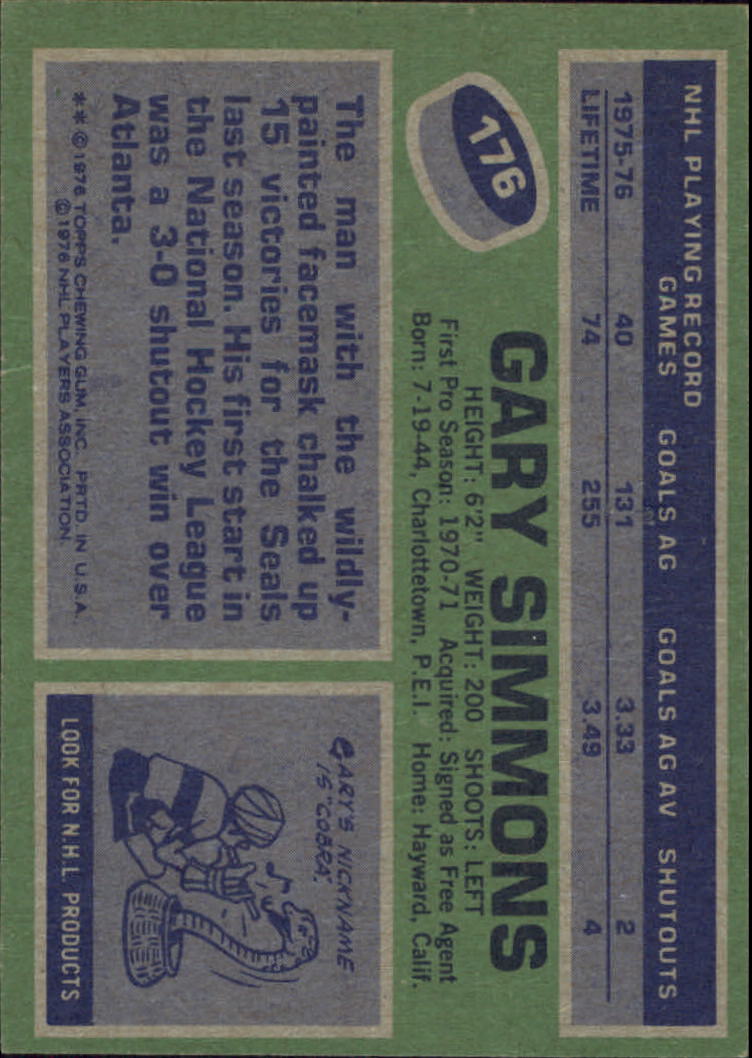 NHL PLAYING RECORD
GAMES GOALS AG GOALS AG AV SHUTOUTS
1975-76 40 131 3.33 2
LIFETIME 74 255 3.49 4
176
GARY SIMMONS
HEIGHT: 6'2" WEIGHT: 200 SHOOTS: LEFT
First Pro Season: 1970-71 Acquired: Signed as Free Agent
Born: 7-19-44, Charlottetown, P.E.I. Home: Hayward, Calif.
The man with the wildly-
painted facemask chalked up
15 victories for the Seals
last season. His first start in
the National Hockey League
was a 3-0 shutout win over
Atlanta.
**©1976 TOPPS CHEWING GUM, INC. PRTD. IN U.S.A.
©1976 NHL PLAYERS ASSOCIATION.
GARY'S NICKNAME
IS "COBRA".
LOOK FOR N.H.L. PRODUCTS